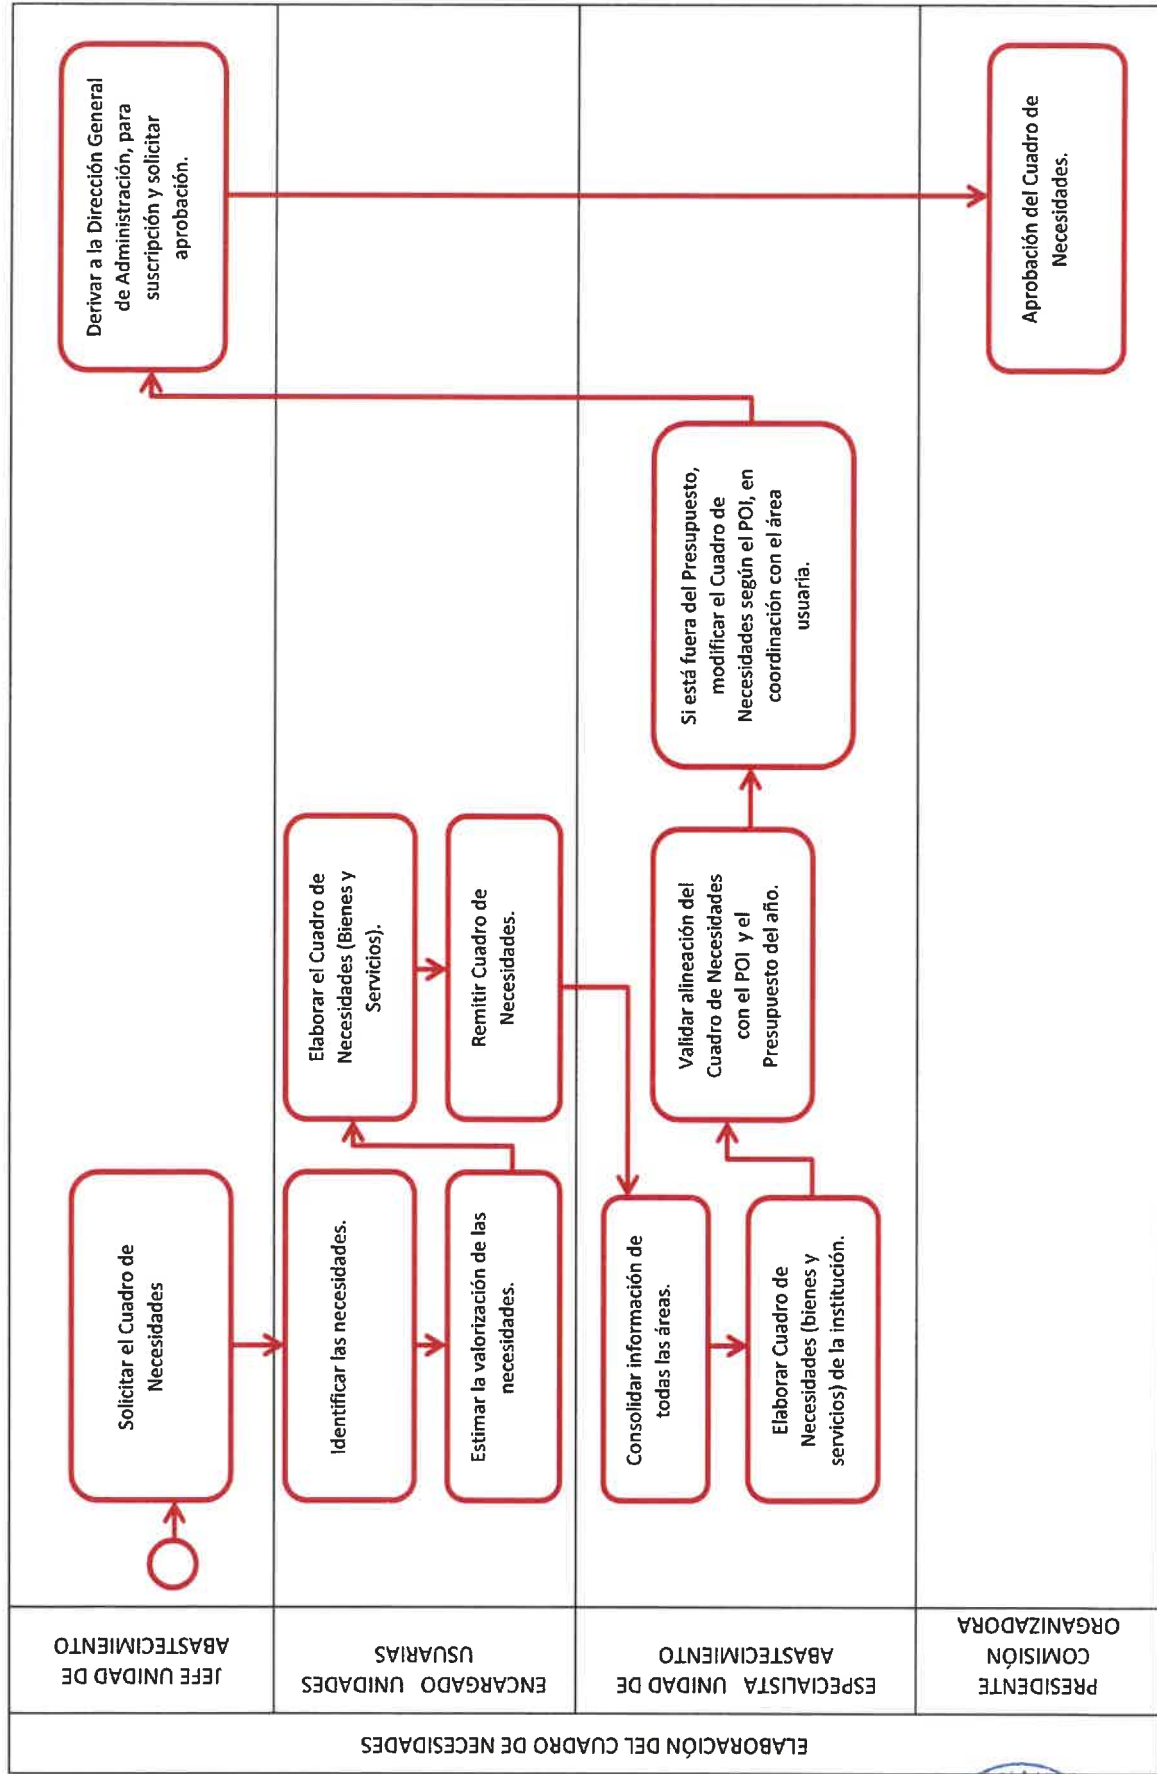 ELABORACIÓN DEL CUADRO DE NECESIDADES
JEFE UNIDAD DE
ABASTECIMIENTO
Solicitar el Cuadro de
Necesidades
Derivar a la Dirección General
de Administración, para
suscripción y solicitar
aprobación.
ENCARGADO UNIDADES
USUARIAS
Identificar las necesidades.
Estimar la valorización de las
necesidades.
Elaborar el Cuadro de
Necesidades (Bienes y
Servicios).
Remitir Cuadro de
Necesidades.
ESPECIALISTA UNIDAD DE
ABASTECIMIENTO
Consolidar información de
todas las áreas.
Elaborar Cuadro de
Necesidades (bienes y
servicios) de la institución.
Validar alineación del
Cuadro de Necesidades
con el POI y el
Presupuesto del año.
Si está fuera del Presupuesto,
modificar el Cuadro de
Necesidades según el POI, en
coordinación con el área
usuaria.
PRESIDENTE
COMISIÓN
ORGANIZADORA
Aprobación del Cuadro de
Necesidades.